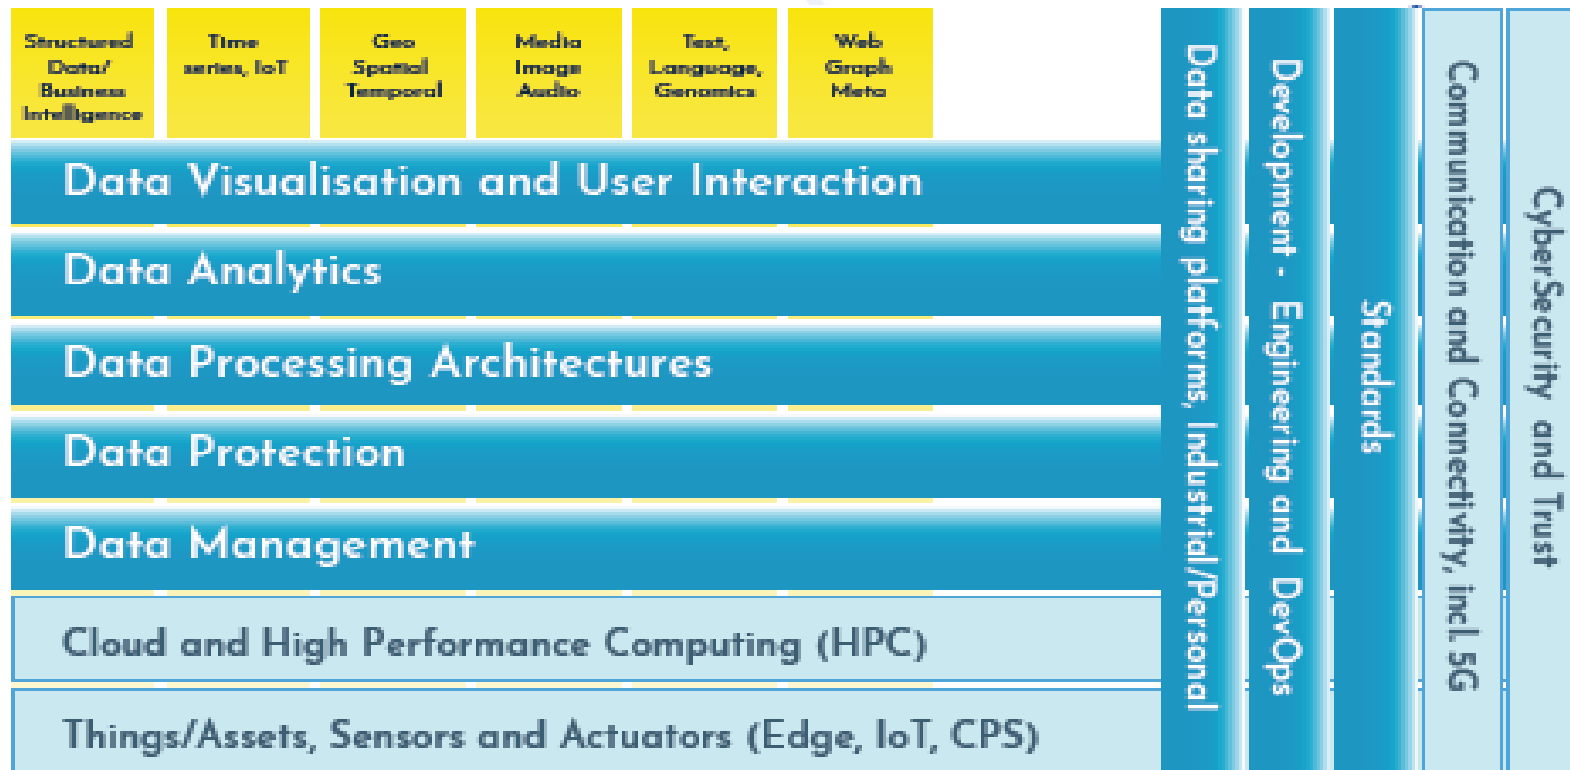 Structured
Data/
Business
Intelligence
Time
series, IoT
Geo
Spatial
Temporal
Media
Image
Audio
Text,
Language,
Genomics
Web
Graph
Meta
Data Visualisation and User Interaction
Data Analytics
Data Processing Architectures
Data Protection
Data Management
Cloud and High Performance Computing (HPC)
Things/Assets, Sensors and Actuators (Edge, IoT, CPS)
Data sharing platforms, Industrial/Personal
Development - Engineering and DevOps
Standards
Communication and Connectivity, incl. 5G
CyberSecurity and Trust